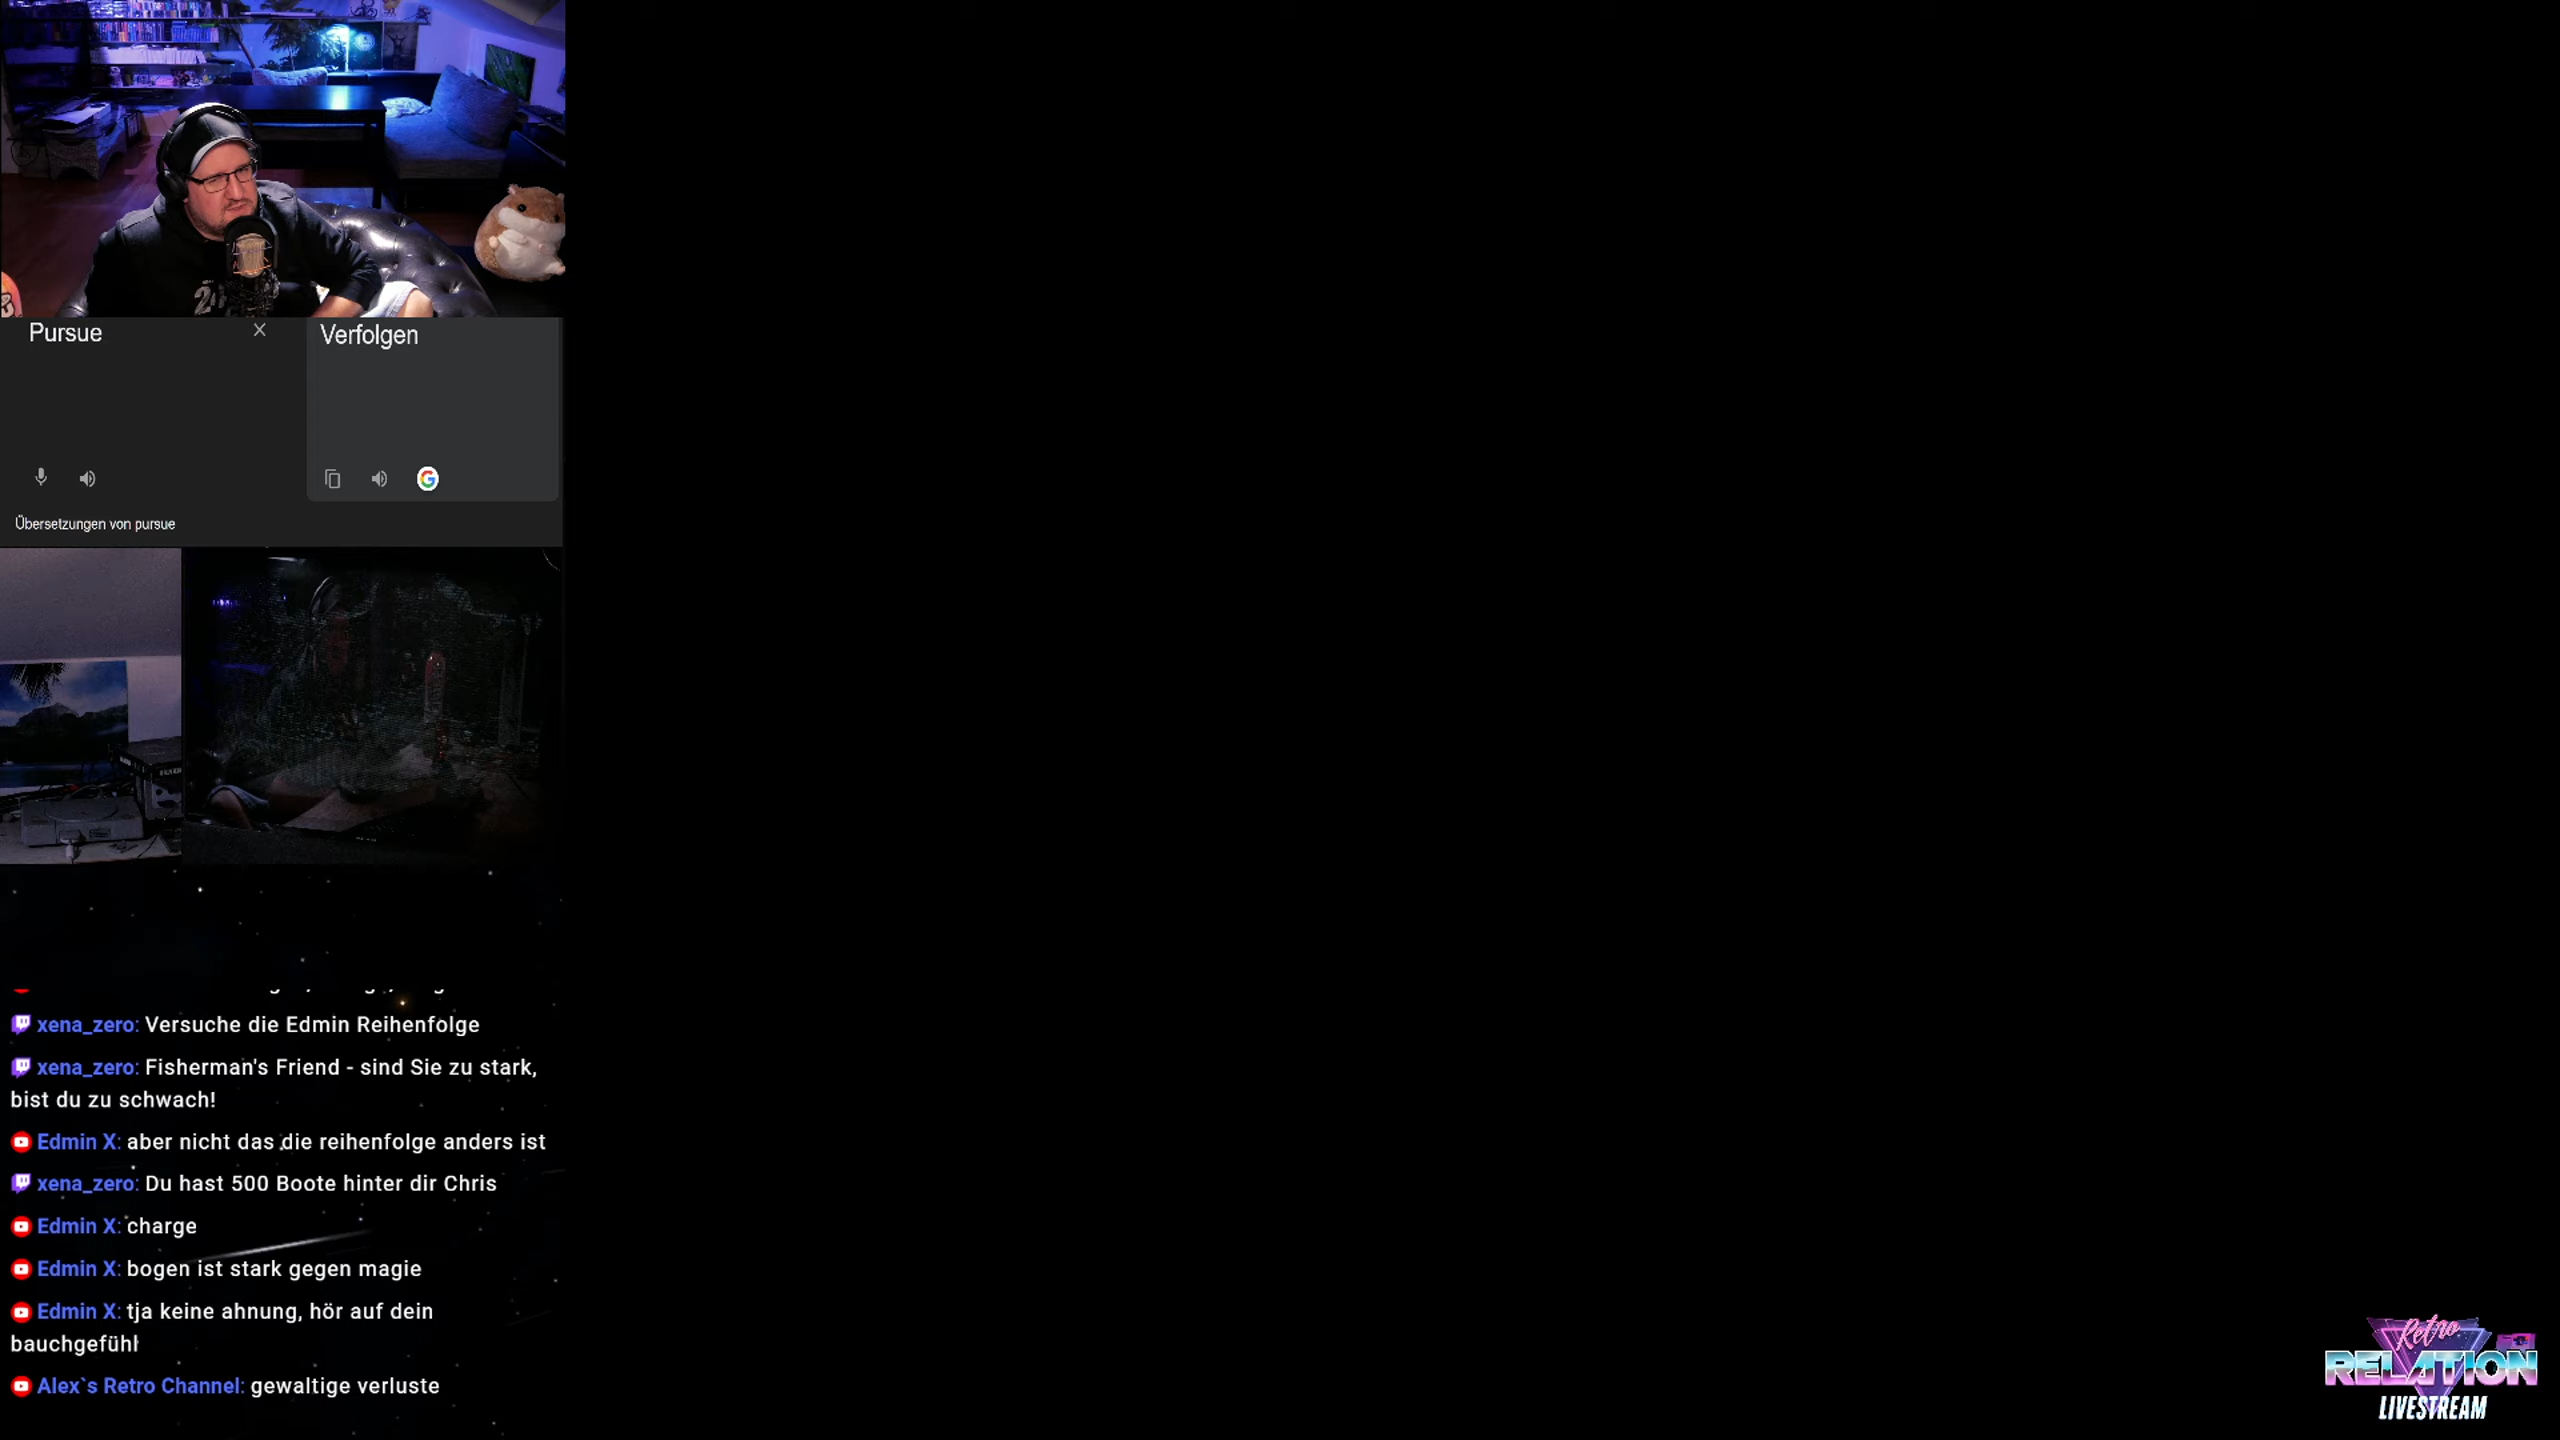 Pursue
Verfolgen
Übersetzungen von pursue
xena_zero: Versuche die Edmin Reihenfolge
xena_zero: Fisherman's Friend - sind Sie zu stark,
bist du zu schwach!
Edmin X: aber nicht das die reihenfolge anders ist
xena_zero: Du hast 500 Boote hinter dir Chris
Edmin X: charge
Edmin X: bogen ist stark gegen magie
Edmin X: tja keine ahnung, hör auf dein
bauchgefühl
Alex`s Retro Channel: gewaltige verluste
Retro
RELATION
LIVESTREAM